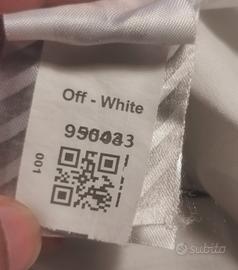 Off - White
001
subito